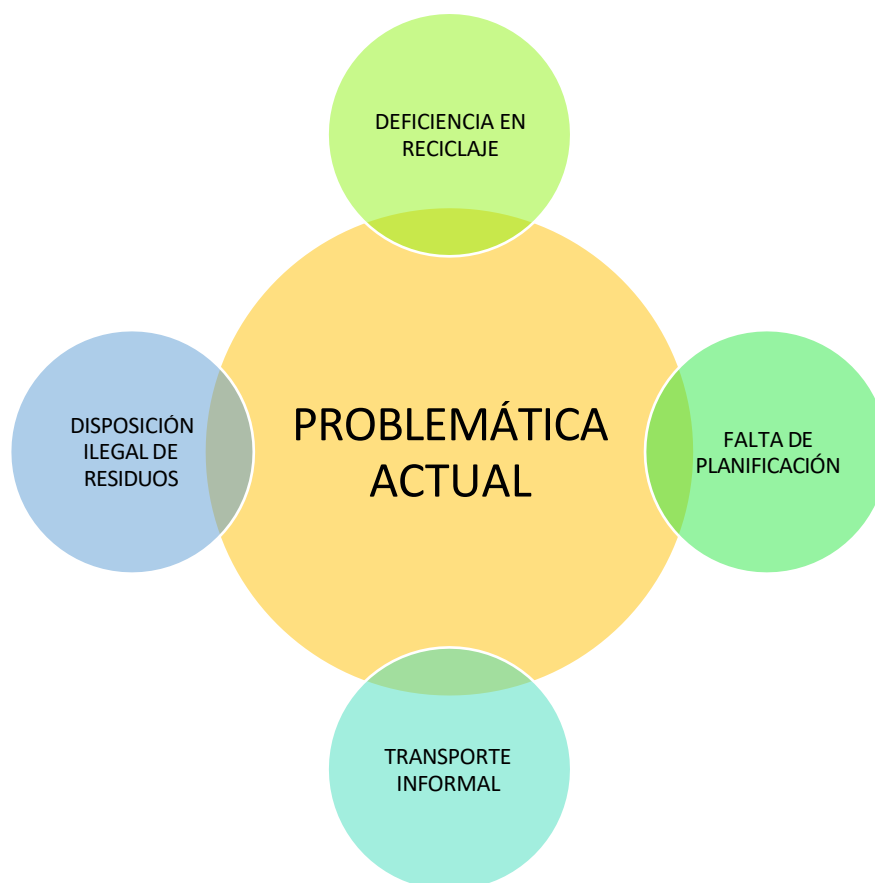 DEFICIENCIA EN
RECICLAJE
PROBLEMÁTICA
ACTUAL
DISPOSICIÓN
ILEGAL DE
RESIDUOS
FALTA DE
PLANIFICACIÓN
TRANSPORTE
INFORMAL